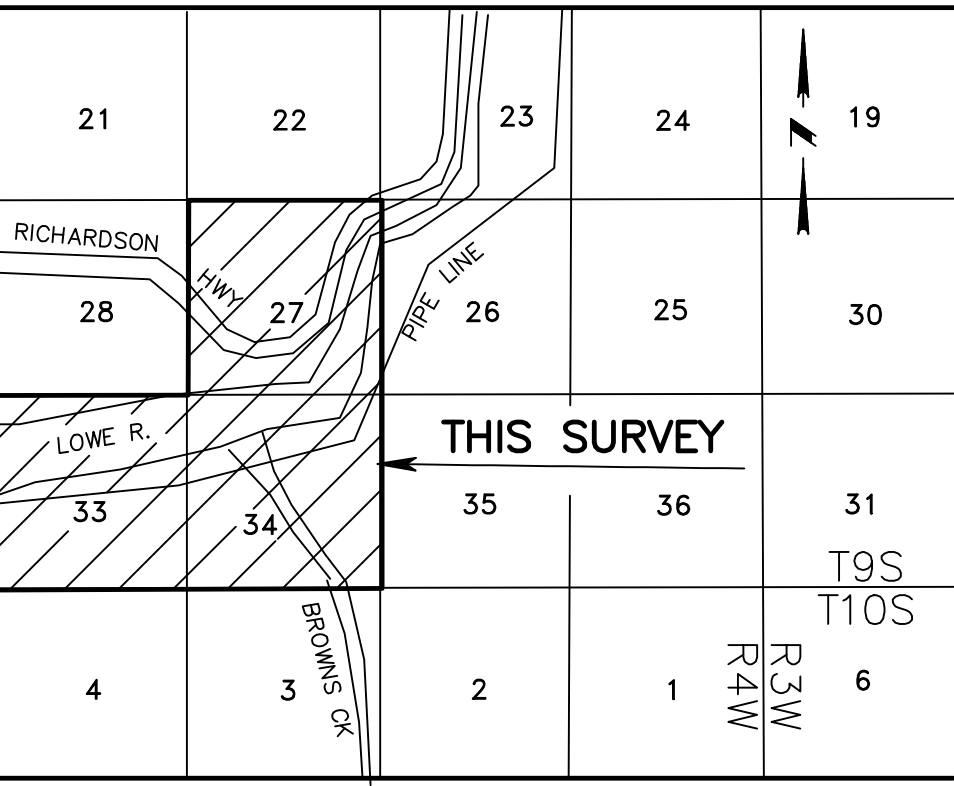 21 22 23 24 19
RICHARDSON HWY
28 27 PIPE LINE 26 25 30
LOWE R.
THIS SURVEY
33 34 35 36 31
T9S
T10S
BROWNS CK
R4W R3W
4 3 2 1 6
N